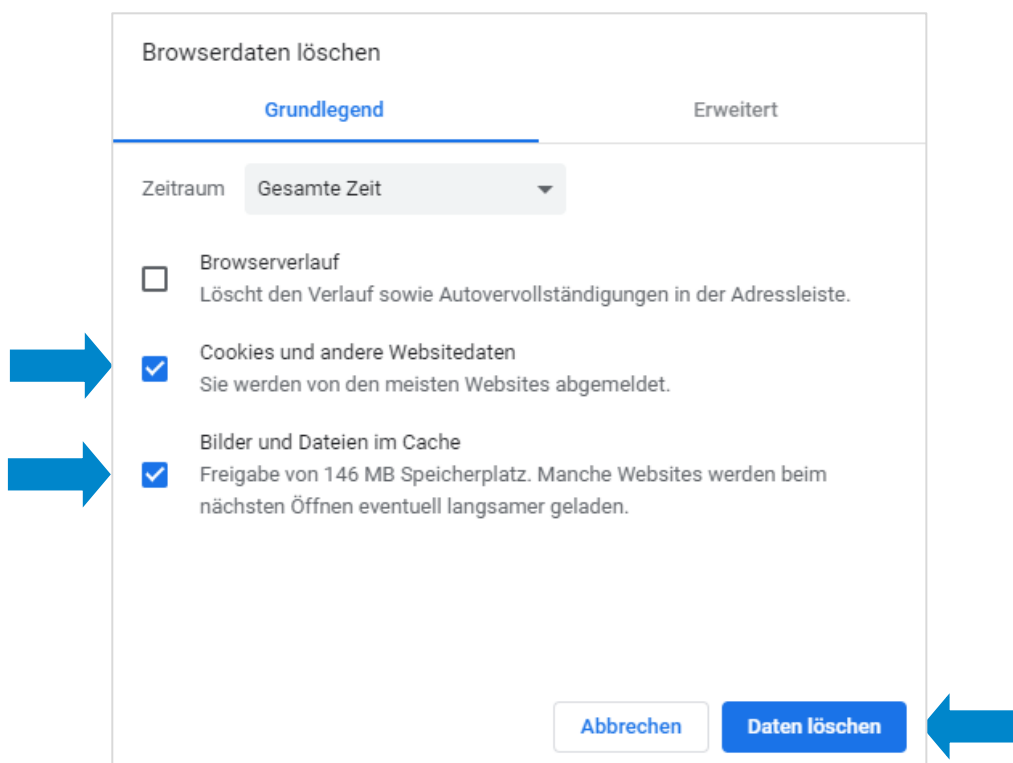 Browserdaten löschen
Grundlegend
Erweitert
Zeitraum
Gesamte Zeit
Browserverlauf
Löscht den Verlauf sowie Autovervollständigungen in der Adressleiste.
Cookies und andere Websitedaten
Sie werden von den meisten Websites abgemeldet.
Bilder und Dateien im Cache
Freigabe von 146 MB Speicherplatz. Manche Websites werden beim
nächsten Öffnen eventuell langsamer geladen.
Abbrechen
Daten löschen